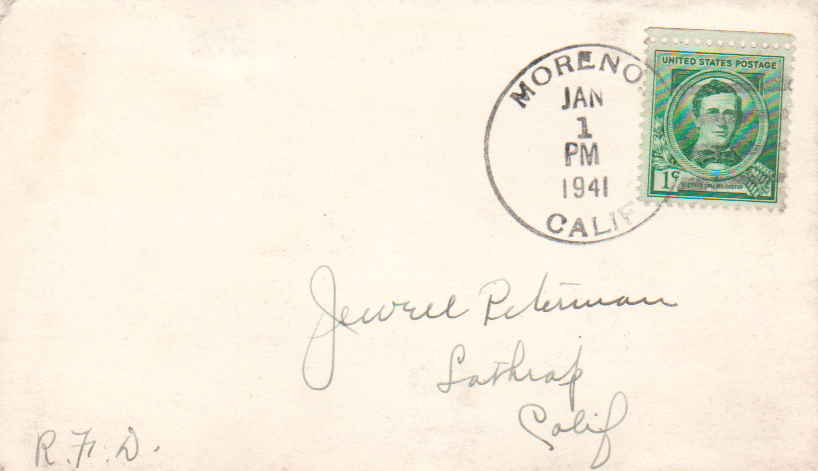 UNITED STATES POSTAGE
1¢
MORENO
JAN
1
PM
1941
CALIF
Jewell Peterman
Lathrop
Calif
R.F.D.